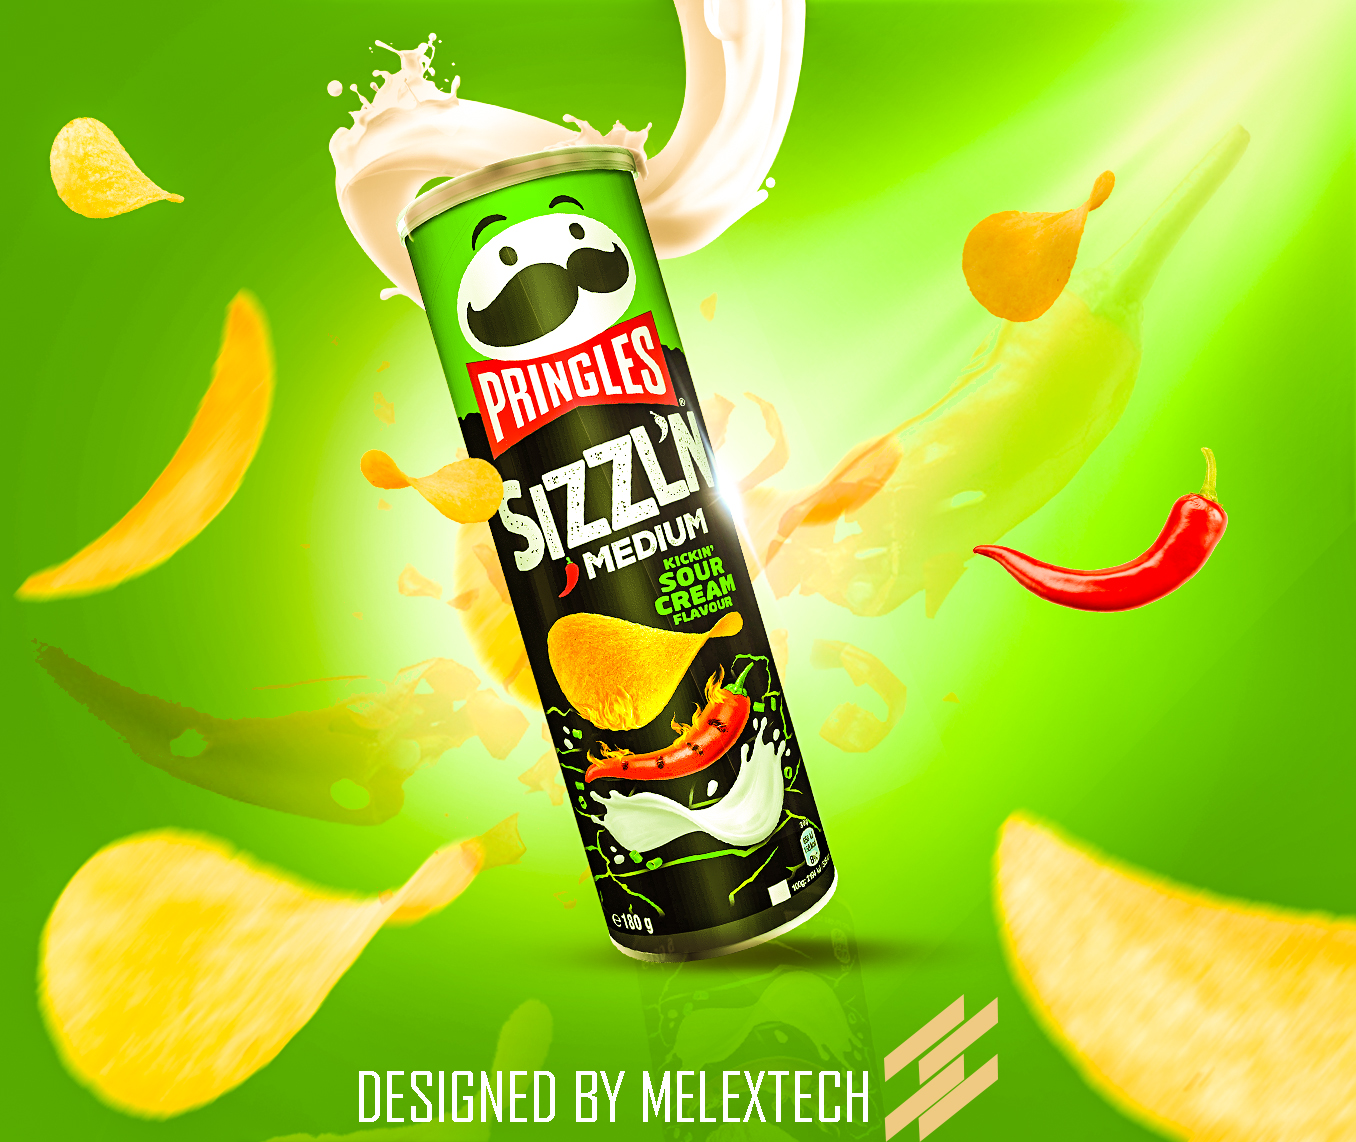 PRINGLES
SIZZL'N
MEDIUM
KICKIN'
SOUR
CREAM
FLAVOUR
℮180 g
DESIGNED BY MELEXTECH